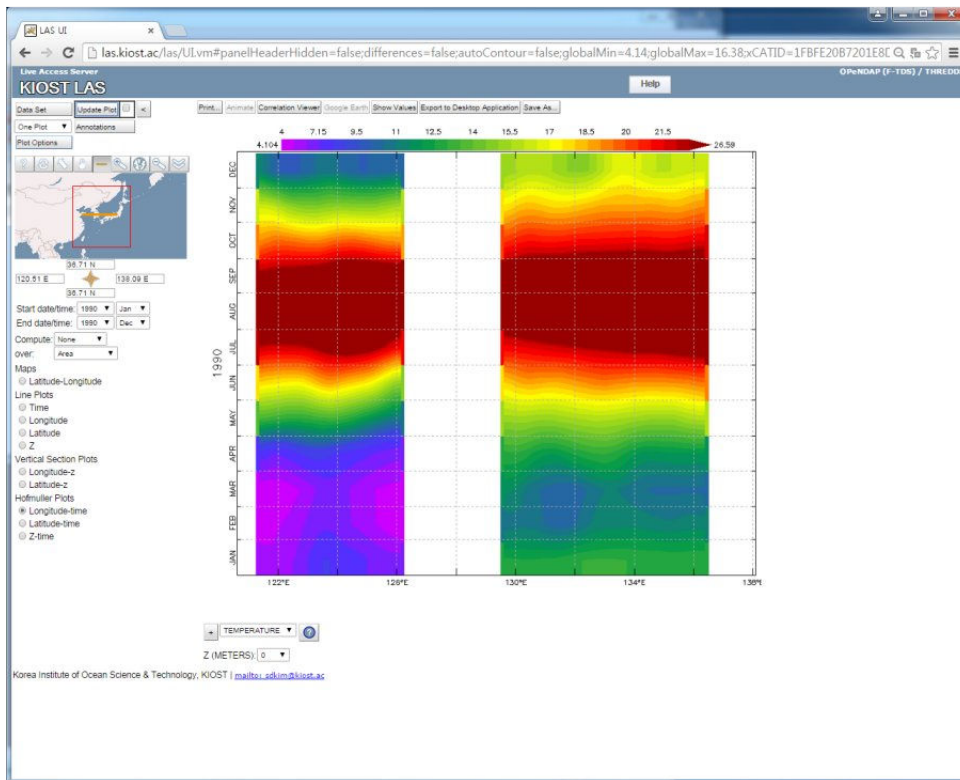 LAS UI
las.kiost.ac/las/UI.vm#panelHeaderHidden=false;differences=false;autoContour=false;globalMin=4.14;globalMax=16.38;xCATID=1FBFE20B7201E8D
Live Access Server
OPeNDAP (F-TDS) / THREDD
KIOST LAS
Help
Data Set Update Plot <
Print... Animate Correlation Viewer Google Earth Show Values Export to Desktop Application Save As...
One Plot Annotations
Plot Options
4 7.15 9.5 11 12.5 14 15.5 17 18.5 20 21.5
4.104 26.59
36.71 N
120.51 E 138.09 E
36.71 N
Start date/time: 1990 Jan
End date/time: 1990 Dec
Compute: None
over: Area
Maps
Latitude-Longitude
Line Plots
Time
Longitude
Latitude
Z
Vertical Section Plots
Longitude-z
Latitude-z
Hofmuller Plots
Longitude-time
Latitude-time
Z-time
DEC
NOV
OCT
SEP
AUG
JUL
JUN
MAY
APR
MAR
FEB
JAN
1990
122°E 126°E 130°E 134°E 138°E
+ TEMPERATURE ?
Z (METERS): 0
Korea Institute of Ocean Science & Technology, KIOST | mailto: sdkim@kiost.ac